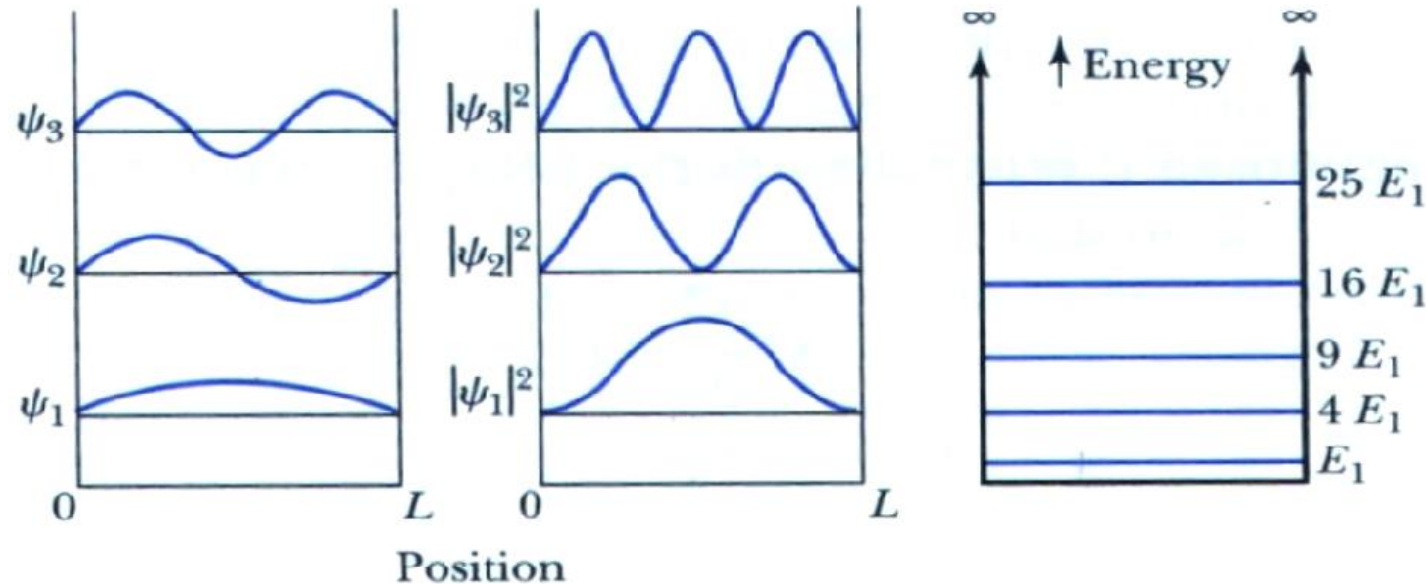 ψ₃
ψ₂
ψ₁
0
L
|ψ₃|²
|ψ₂|²
|ψ₁|²
0
L
Position
∞ ∞
↑ Energy
25 E₁
16 E₁
9 E₁
4 E₁
E₁